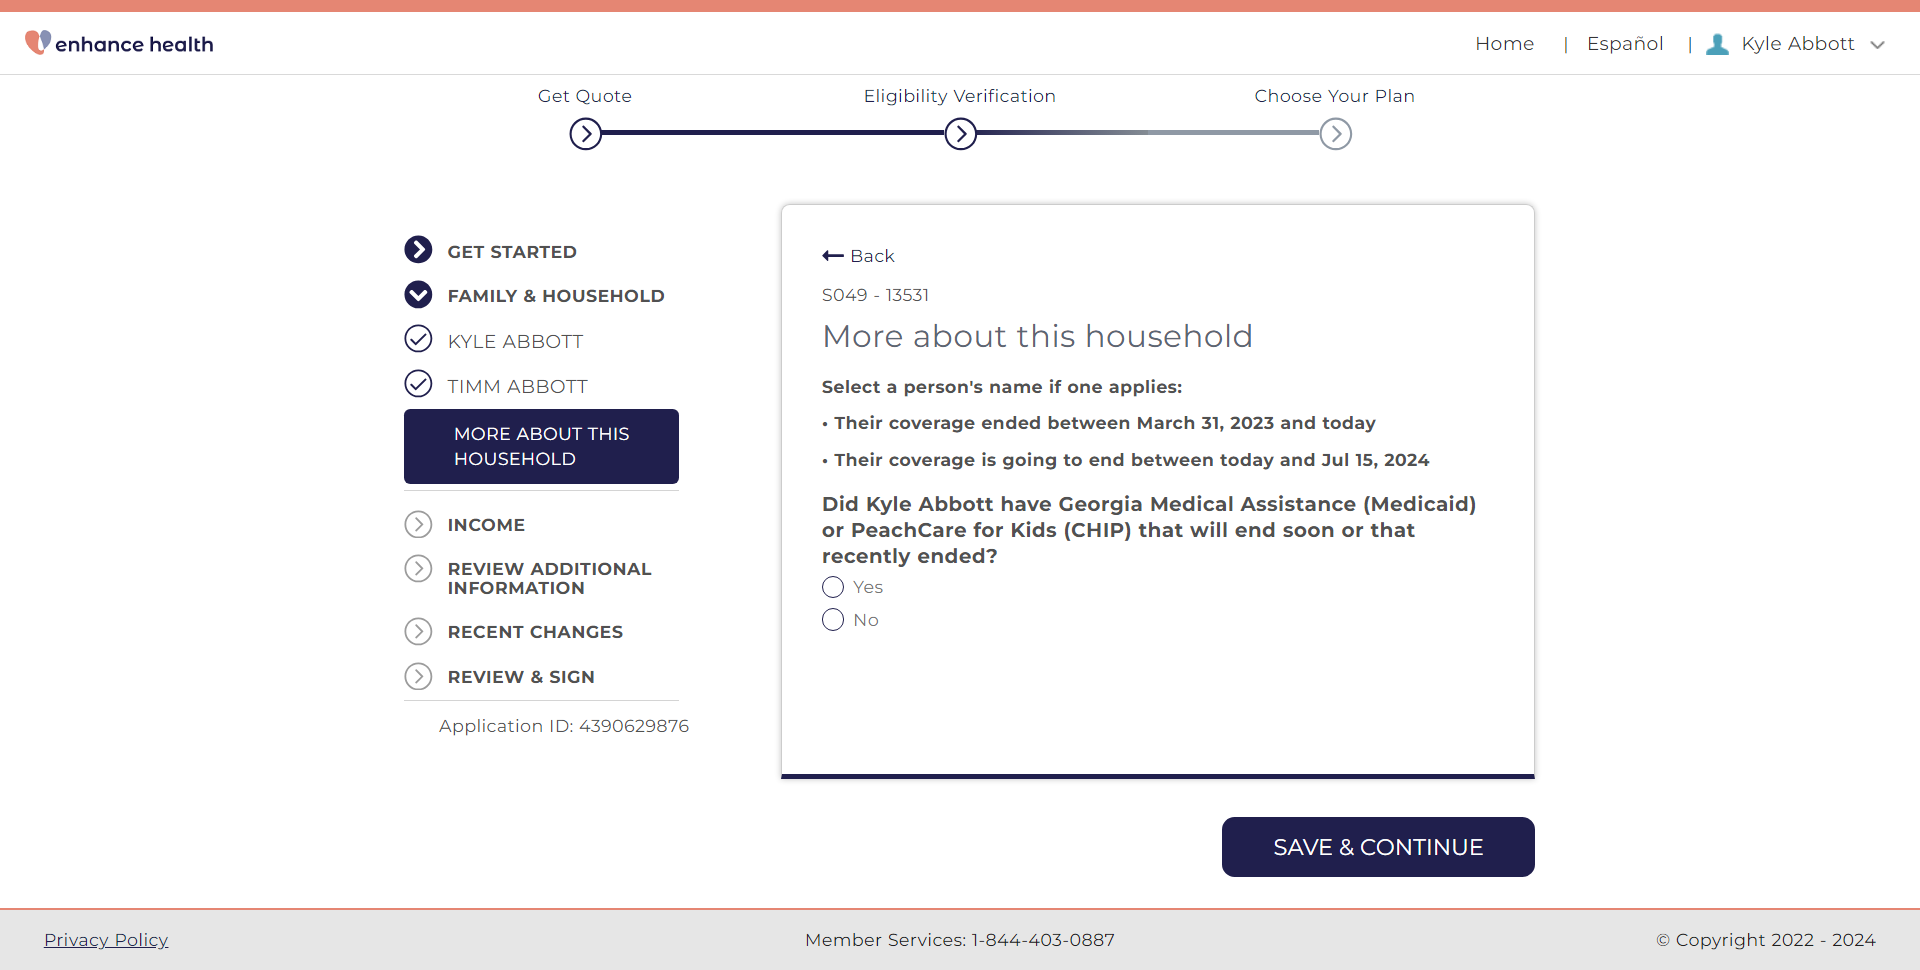 enhance health
Home | Español | Kyle Abbott
Get Quote
Eligibility Verification
Choose Your Plan
GET STARTED
FAMILY & HOUSEHOLD
KYLE ABBOTT
TIMM ABBOTT
MORE ABOUT THIS
HOUSEHOLD
INCOME
REVIEW ADDITIONAL
INFORMATION
RECENT CHANGES
REVIEW & SIGN
Application ID: 4390629876
Back
S049 - 13531
More about this household
Select a person's name if one applies:
• Their coverage ended between March 31, 2023 and today
• Their coverage is going to end between today and Jul 15, 2024
Did Kyle Abbott have Georgia Medical Assistance (Medicaid)
or PeachCare for Kids (CHIP) that will end soon or that
recently ended?
Yes
No
SAVE & CONTINUE
Privacy Policy
Member Services: 1-844-403-0887
© Copyright 2022 - 2024